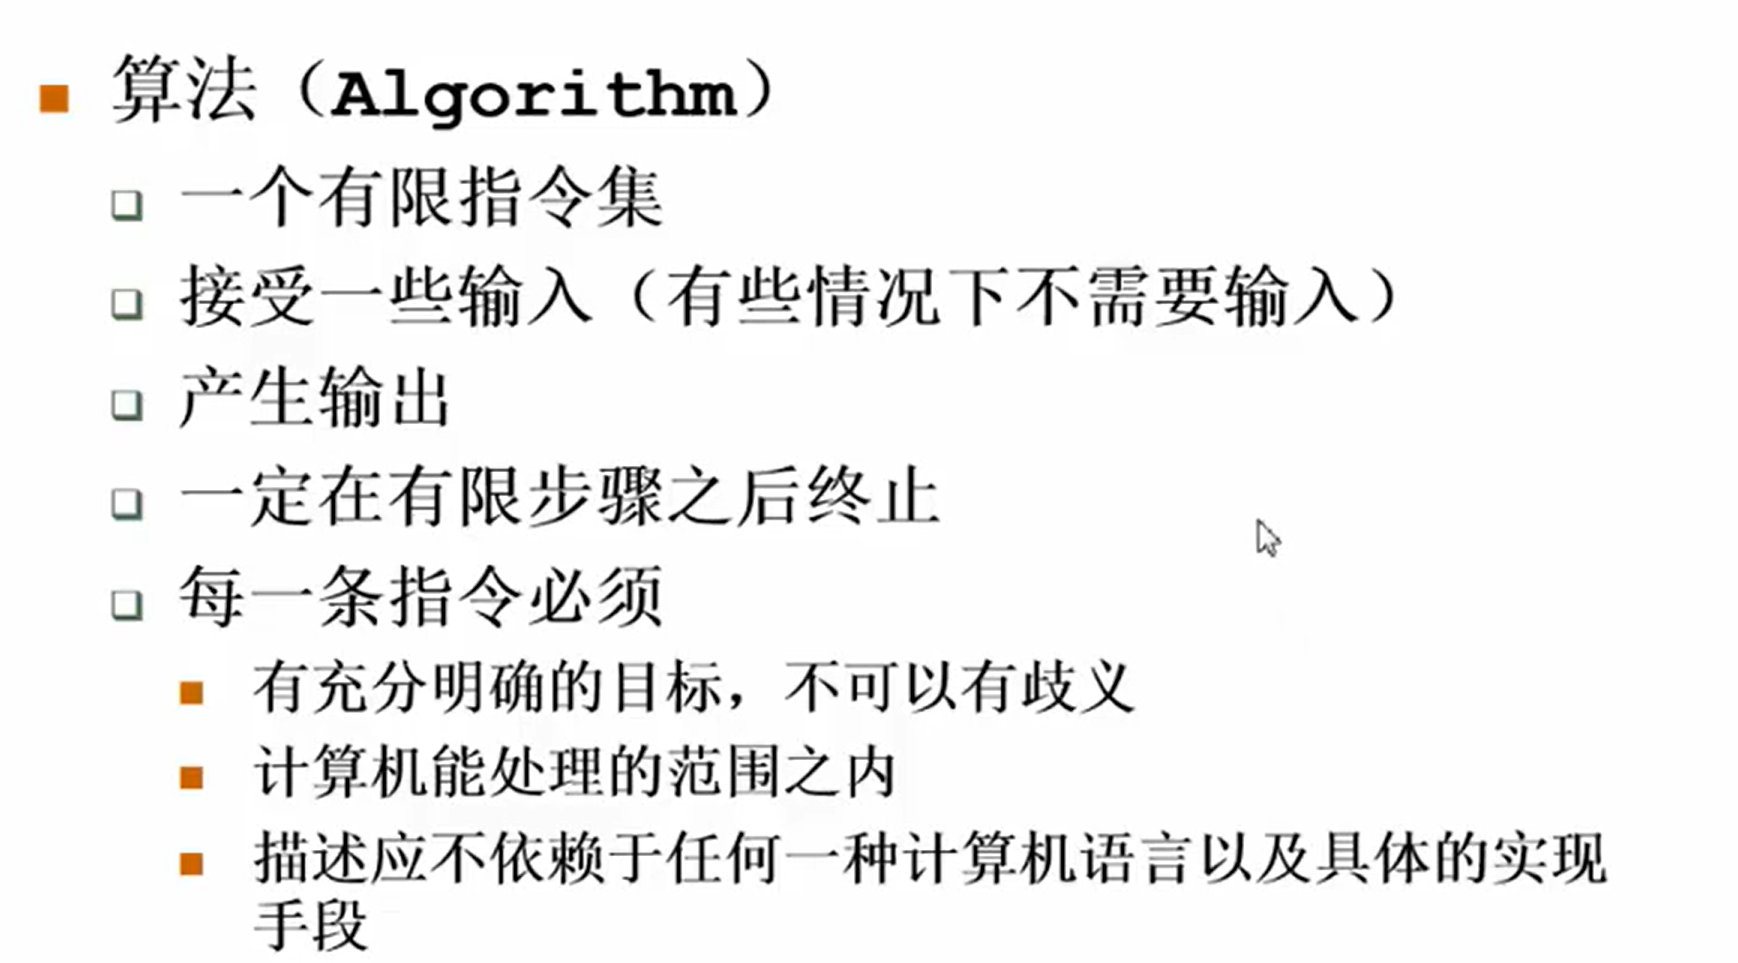 算法（Algorithm）
一个有限指令集
接受一些输入（有些情况下不需要输入）
产生输出
一定在有限步骤之后终止
每一条指令必须
有充分明确的目标，不可以有歧义
计算机能处理的范围之内
描述应不依赖于任何一种计算机语言以及具体的实现
手段